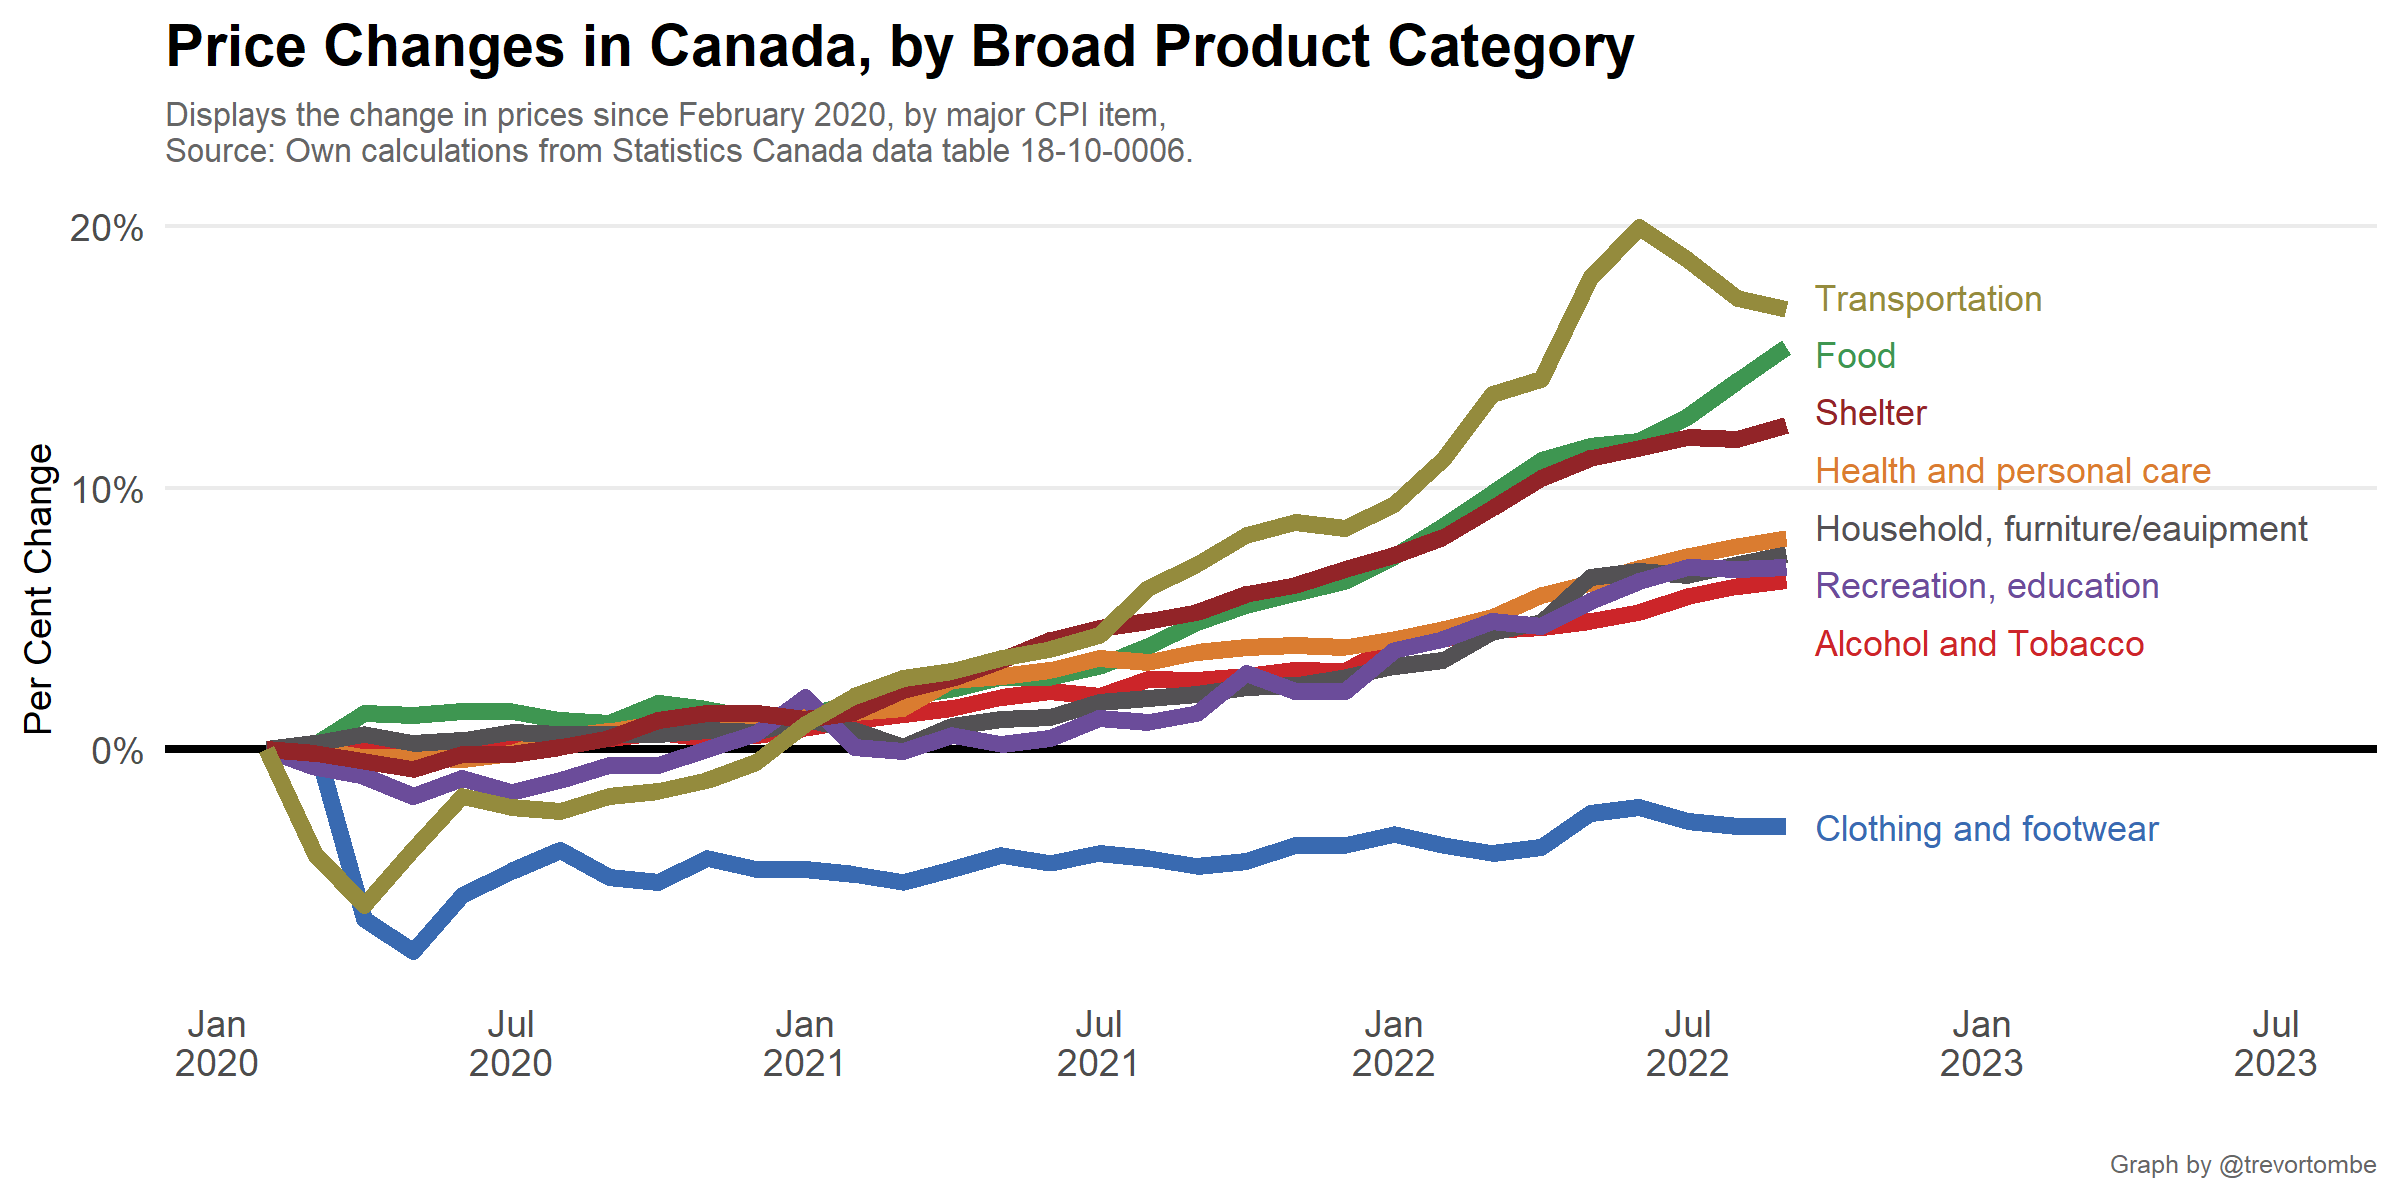 Price Changes in Canada, by Broad Product Category
Displays the change in prices since February 2020, by major CPI item,
Source: Own calculations from Statistics Canada data table 18-10-0006.
Per Cent Change
20%
10%
0%
Transportation
Food
Shelter
Health and personal care
Household, furniture/eauipment
Recreation, education
Alcohol and Tobacco
Clothing and footwear
Jan Jul Jan Jul Jan Jul Jan Jul
2020 2020 2021 2021 2022 2022 2023 2023
Graph by @trevortombe